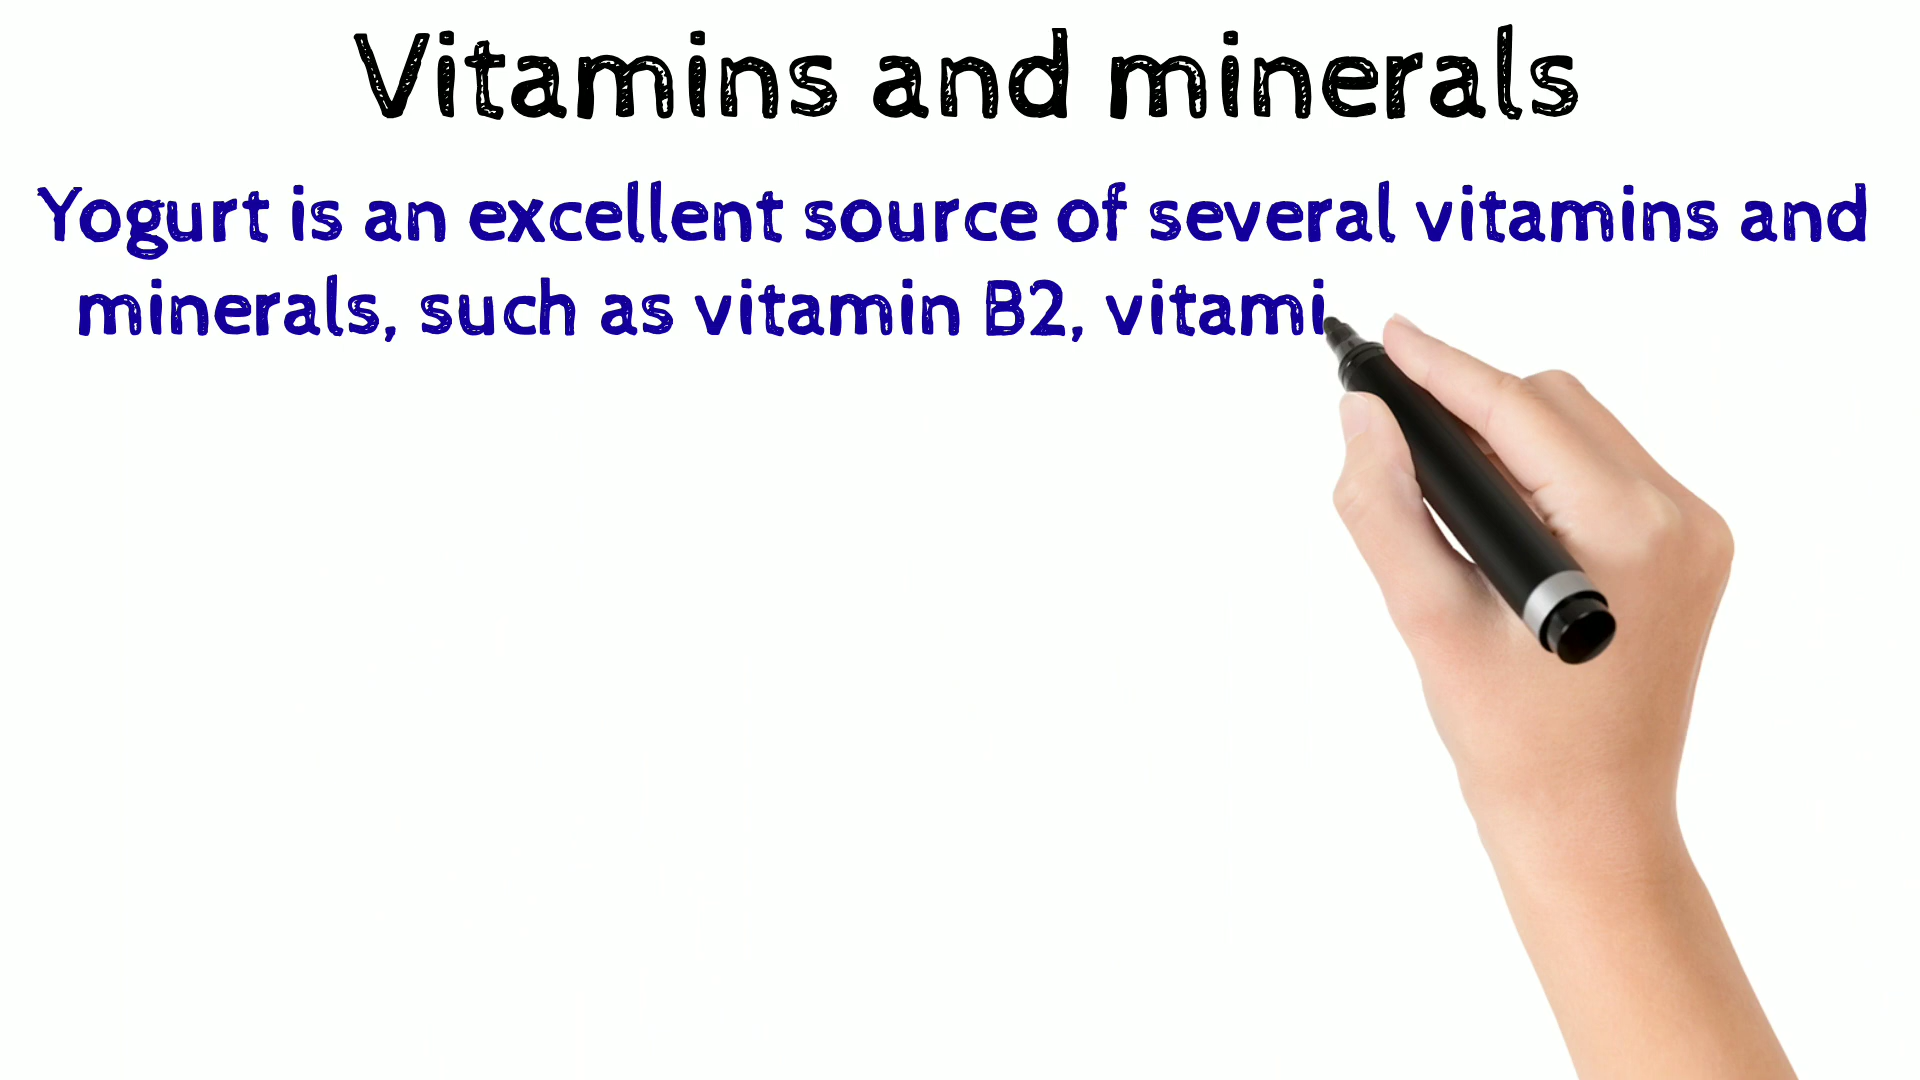 Vitamins and minerals
Yogurt is an excellent source of several vitamins and
minerals, such as vitamin B2, vitami